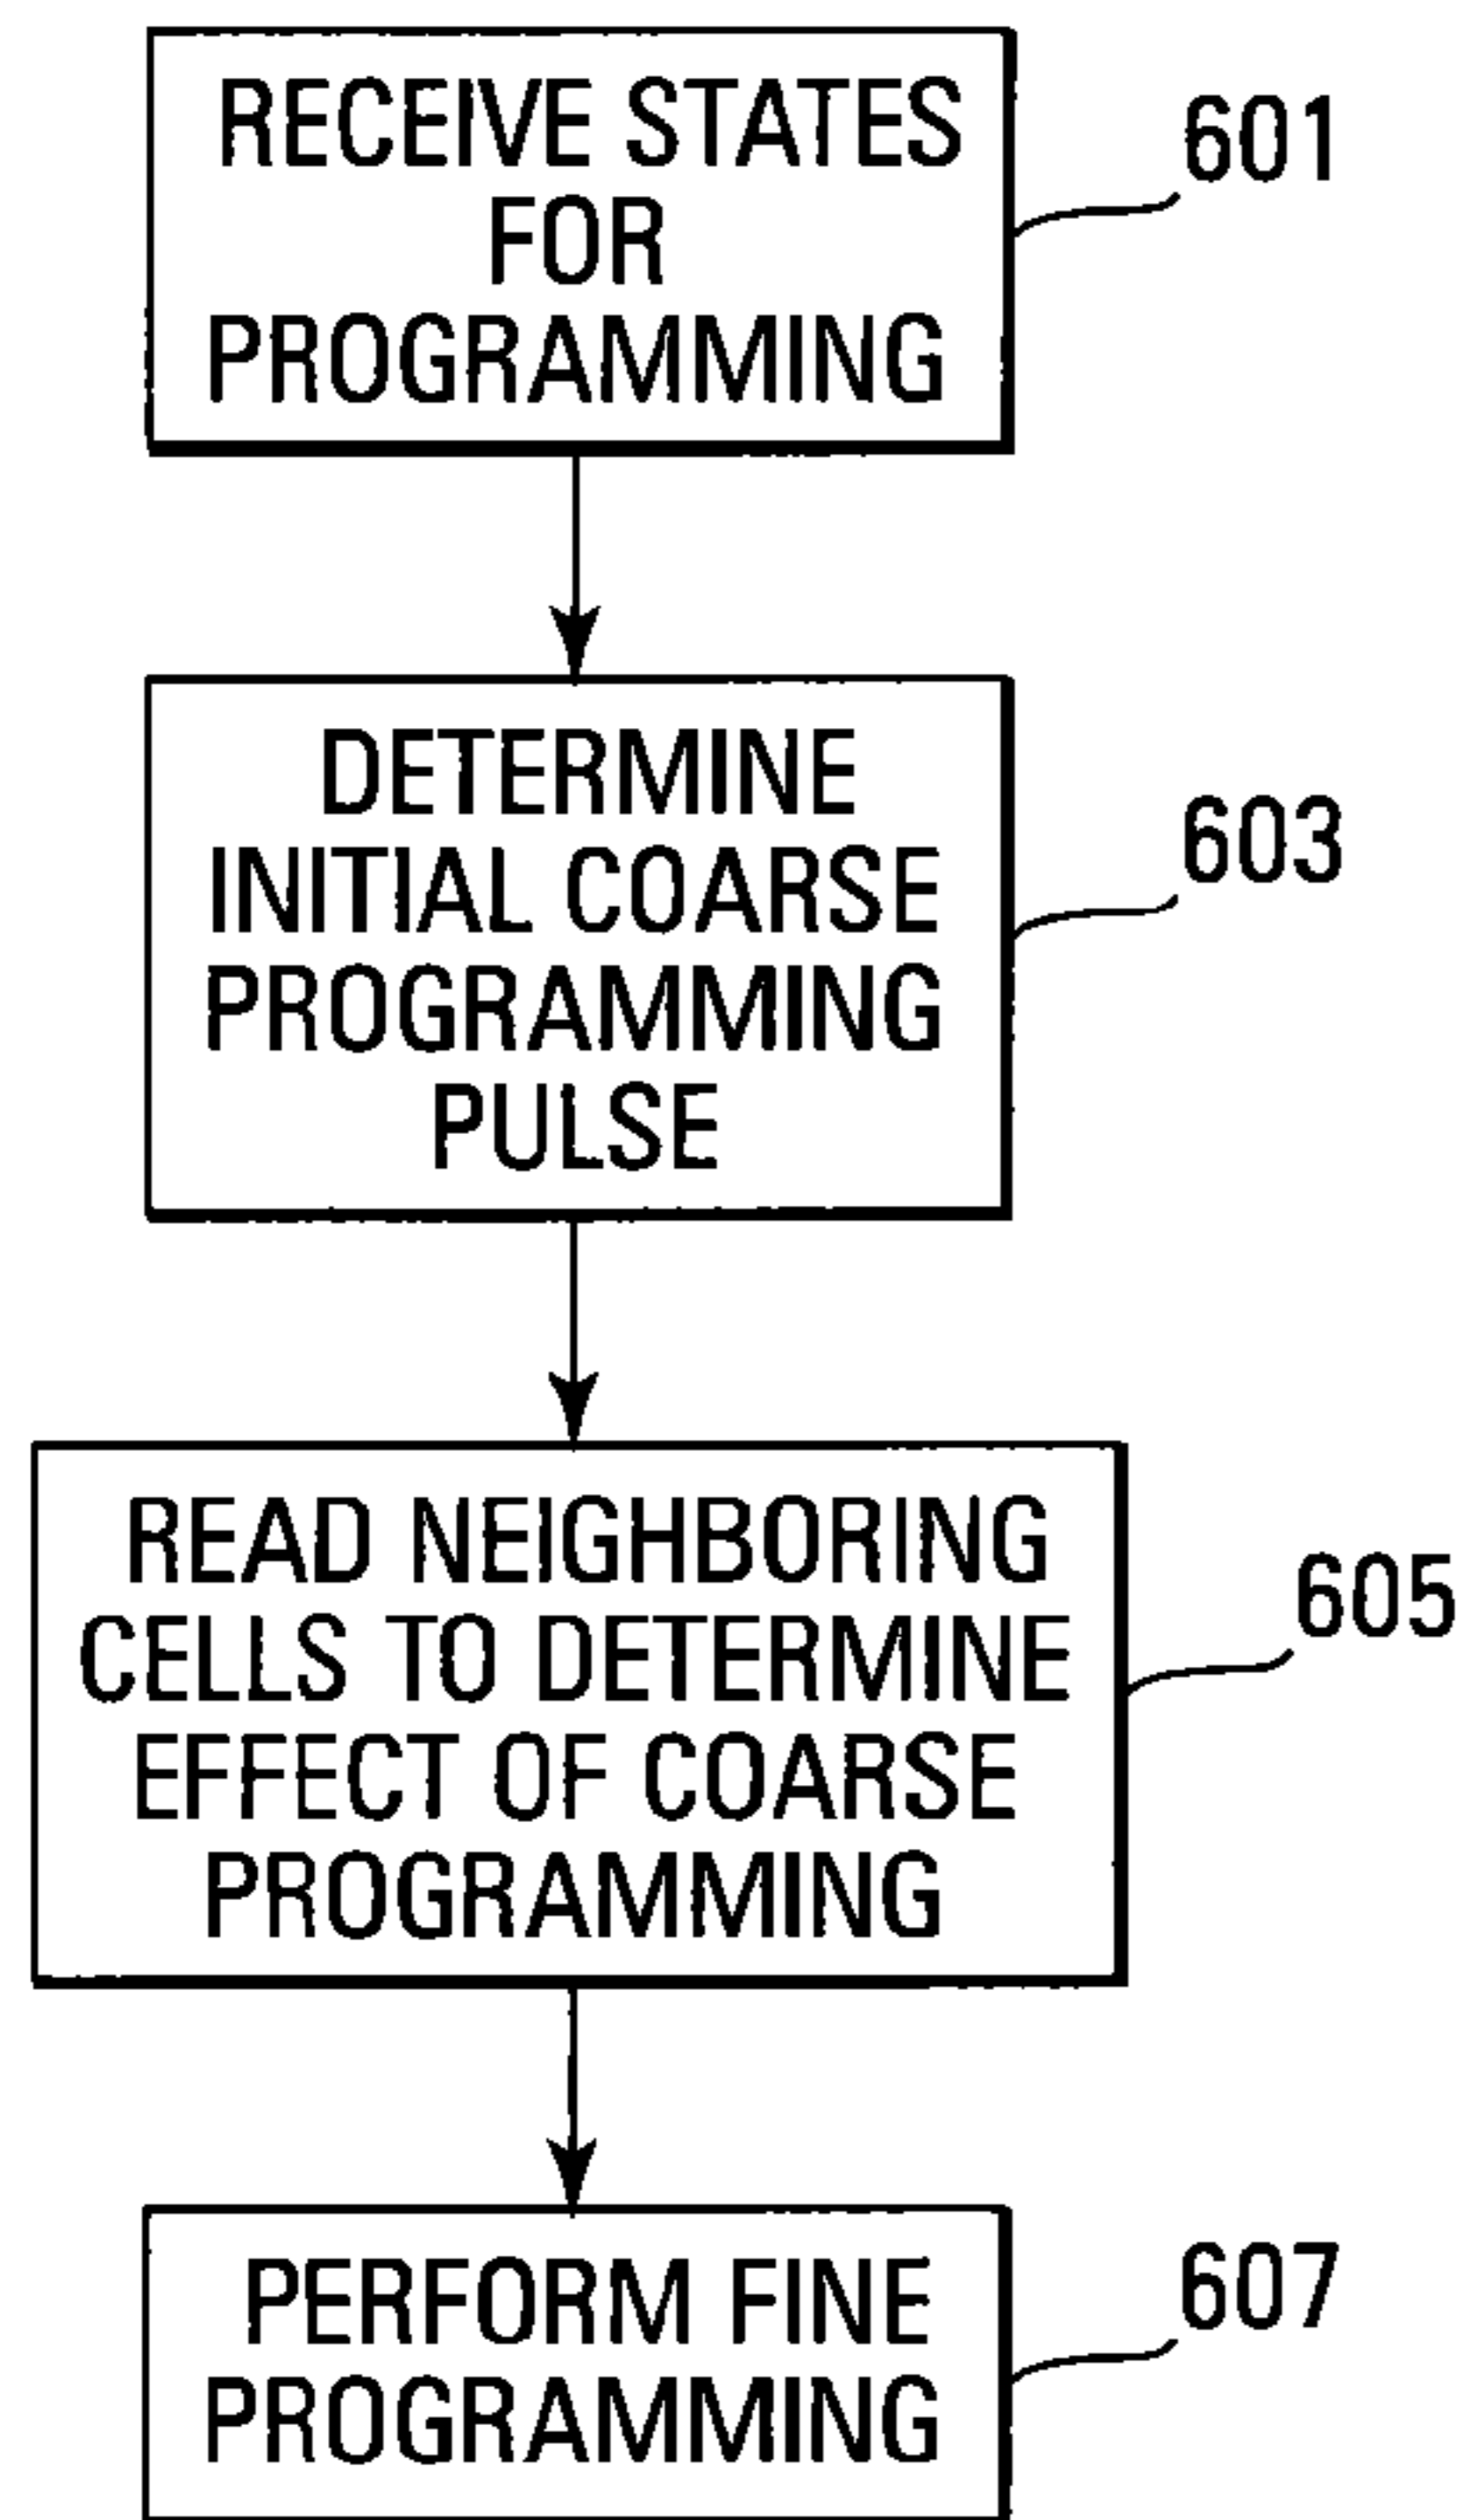 RECEIVE STATES
FOR
PROGRAMMING
601
DETERMINE
INITIAL COARSE
PROGRAMMING
PULSE
603
READ NEIGHBORING
CELLS TO DETERMINE
EFFECT OF COARSE
PROGRAMMING
605
PERFORM FINE
PROGRAMMING
607